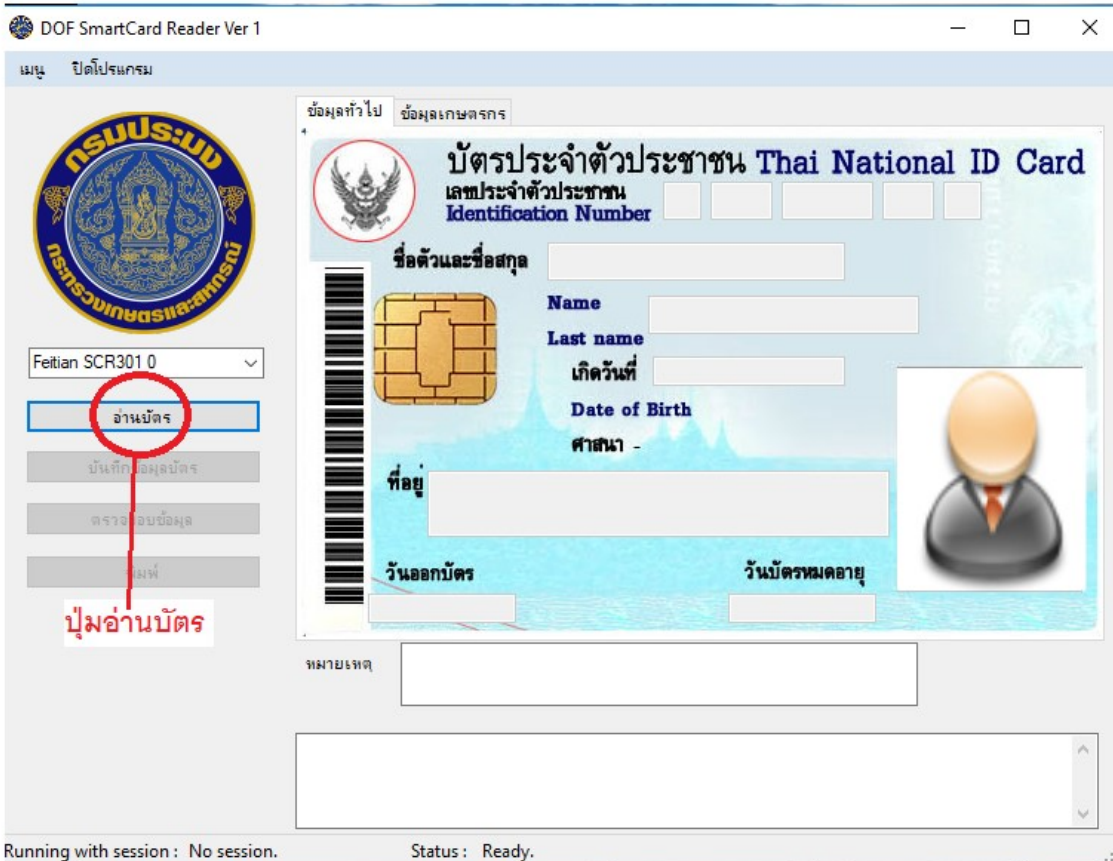 DOF SmartCard Reader Ver 1
เมนู ปิดโปรแกรม
กรมประมง
กระทรวงเกษตรและสหกรณ์
Feitian SCR301 0
อ่านบัตร
บันทึกข้อมูลบัตร
ตรวจสอบข้อมูล
พิมพ์
ปุ่มอ่านบัตร
ข้อมูลทั่วไป ข้อมูลเกษตรกร
บัตรประจำตัวประชาชน Thai National ID Card
เลขประจำตัวประชาชน
Identification Number
ชื่อตัวและชื่อสกุล
Name
Last name
เกิดวันที่
Date of Birth
ศาสนา -
ที่อยู่
วันออกบัตร วันบัตรหมดอายุ
หมายเหตุ
Running with session : No session. Status : Ready.